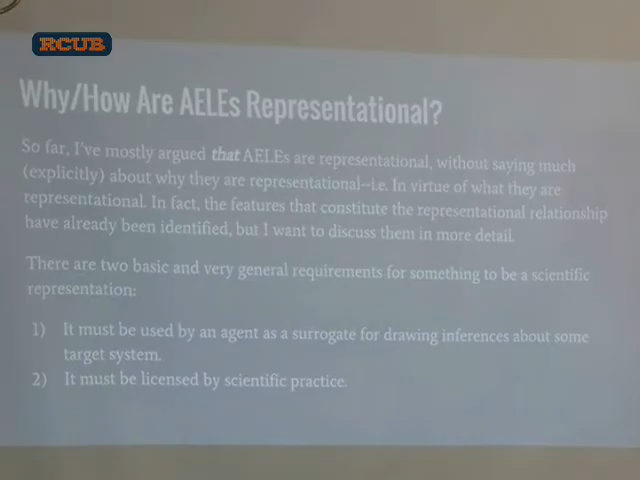 RCUB
Why/How Are AELEs Representational?
So far, I've mostly argued that AELEs are representational, without saying much
(explicitly) about why they are representational--i.e. In virtue of what they are
representational. In fact, the features that constitute the representational relationship
have already been identified, but I want to discuss them in more detail.
There are two basic and very general requirements for something to be a scientific
representation:
1) It must be used by an agent as a surrogate for drawing inferences about some
target system.
2) It must be licensed by scientific practice.